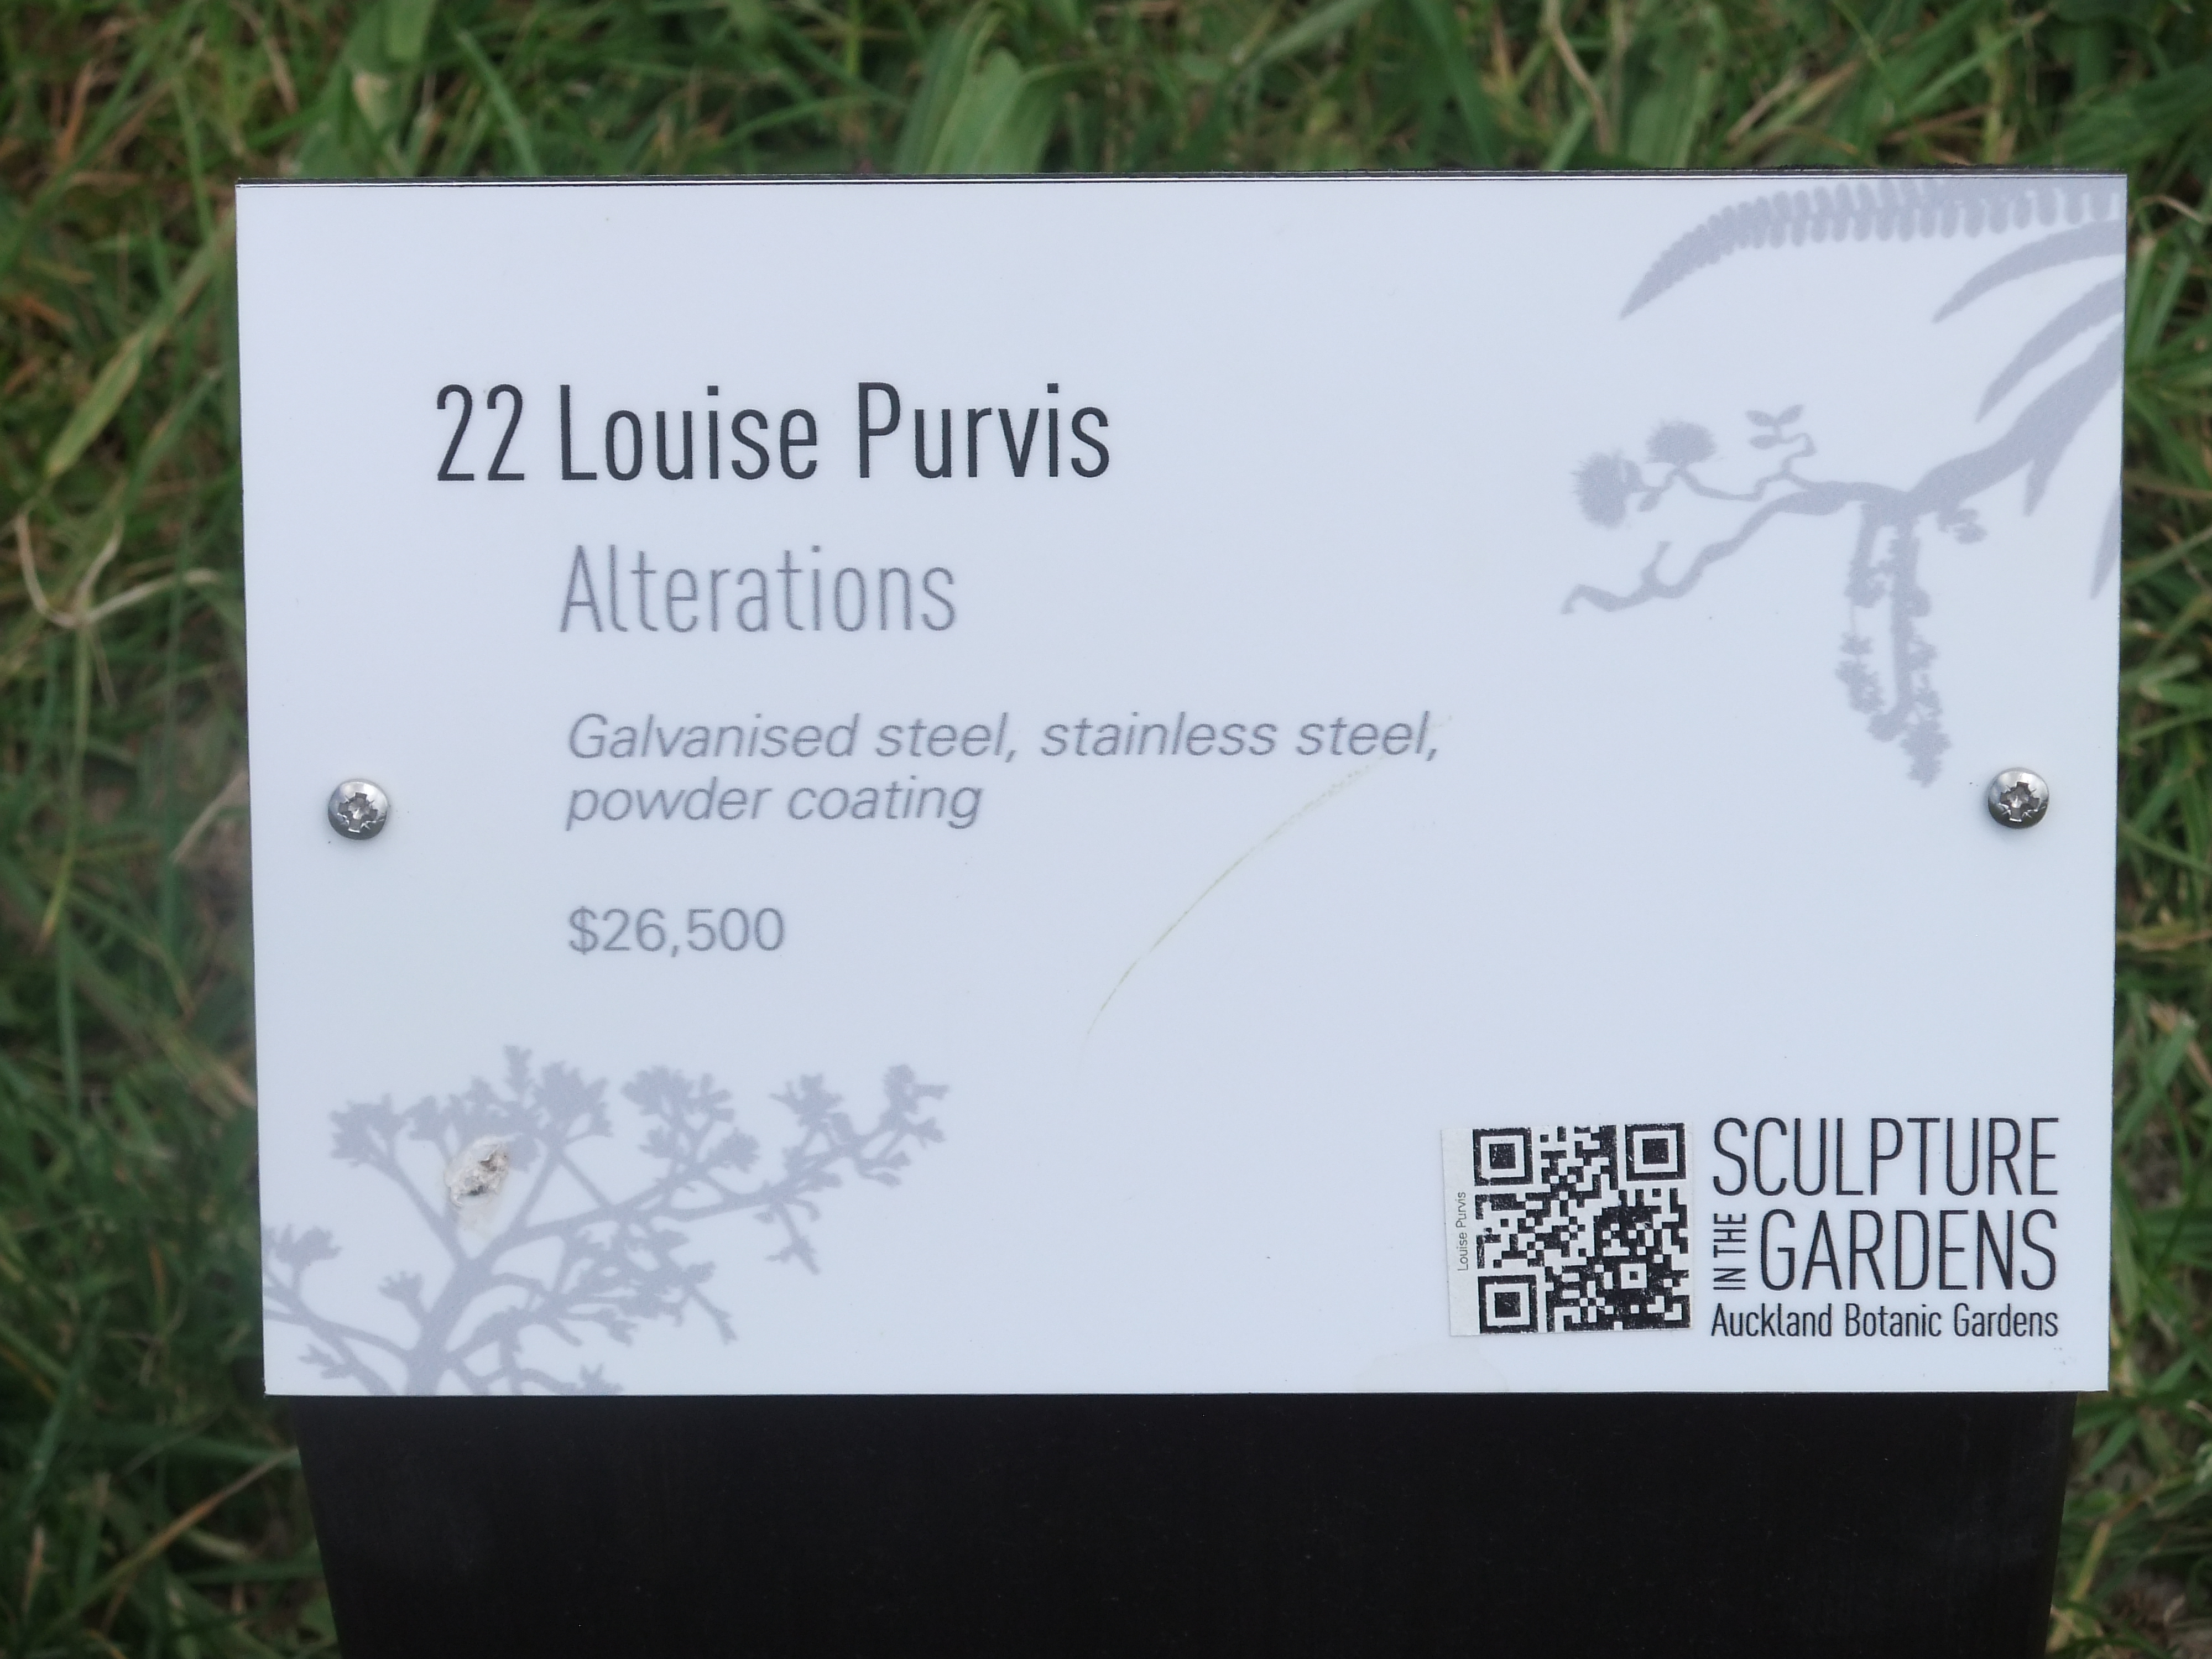 22 Louise Purvis
Alterations
Galvanised steel, stainless steel,
powder coating
$26,500
Louise Purvis
SCULPTURE
IN THE GARDENS
Auckland Botanic Gardens